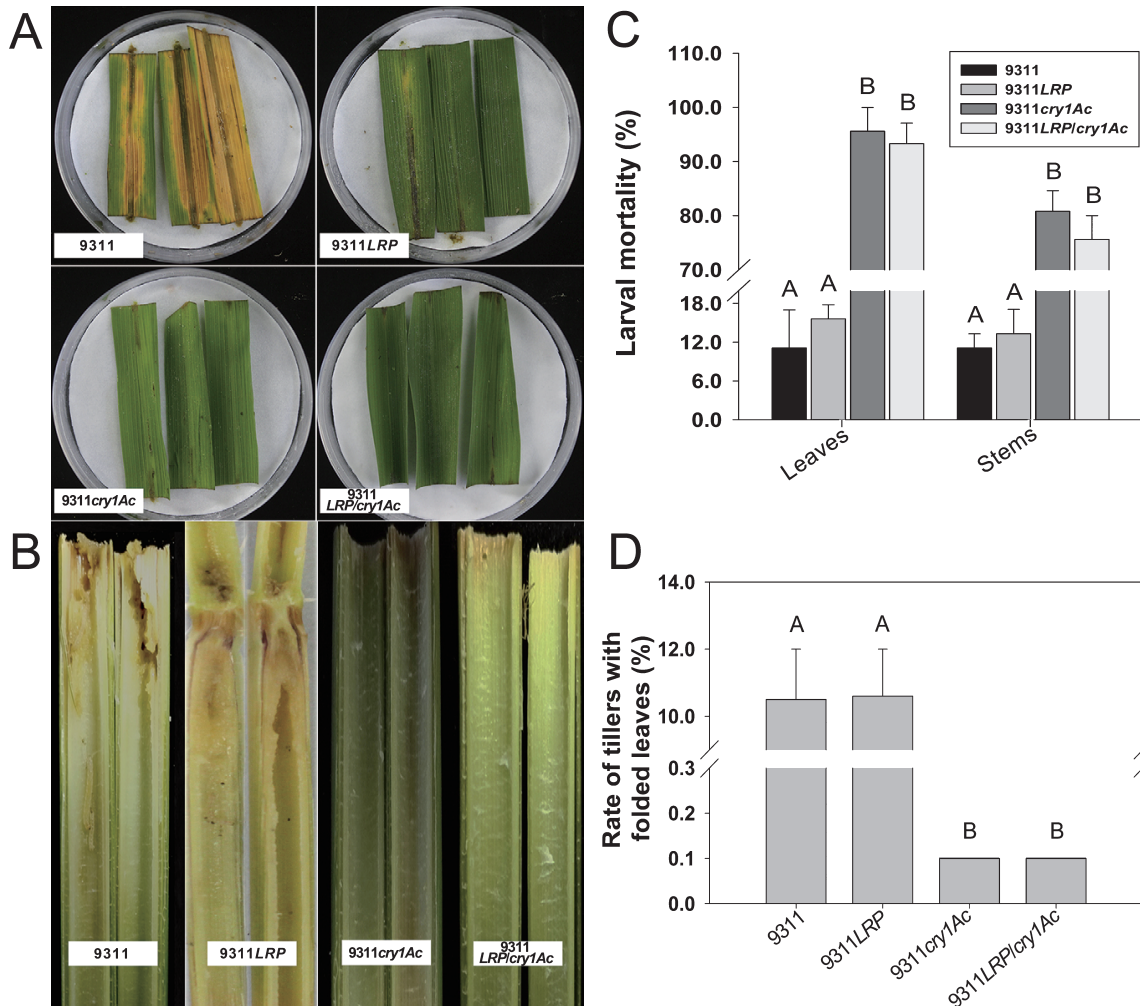 A
9311
9311LRP
9311cry1Ac
9311
LRP/cry1Ac
B
9311
9311LRP
9311cry1Ac
9311
LRP/cry1Ac
C
Larval mortality (%)
110.0
100.0
90.0
80.0
70.0
18.0
12.0
6.0
0.0
9311
9311LRP
9311cry1Ac
9311LRP/cry1Ac
A
A
B
B
A
A
B
B
Leaves
Stems
D
Rate of tillers with
folded leaves (%)
14.0
12.0
10.0
0.3
0.2
0.1
0.0
A
A
B
B
9311
9311LRP
9311cry1Ac
9311LRP/cry1Ac